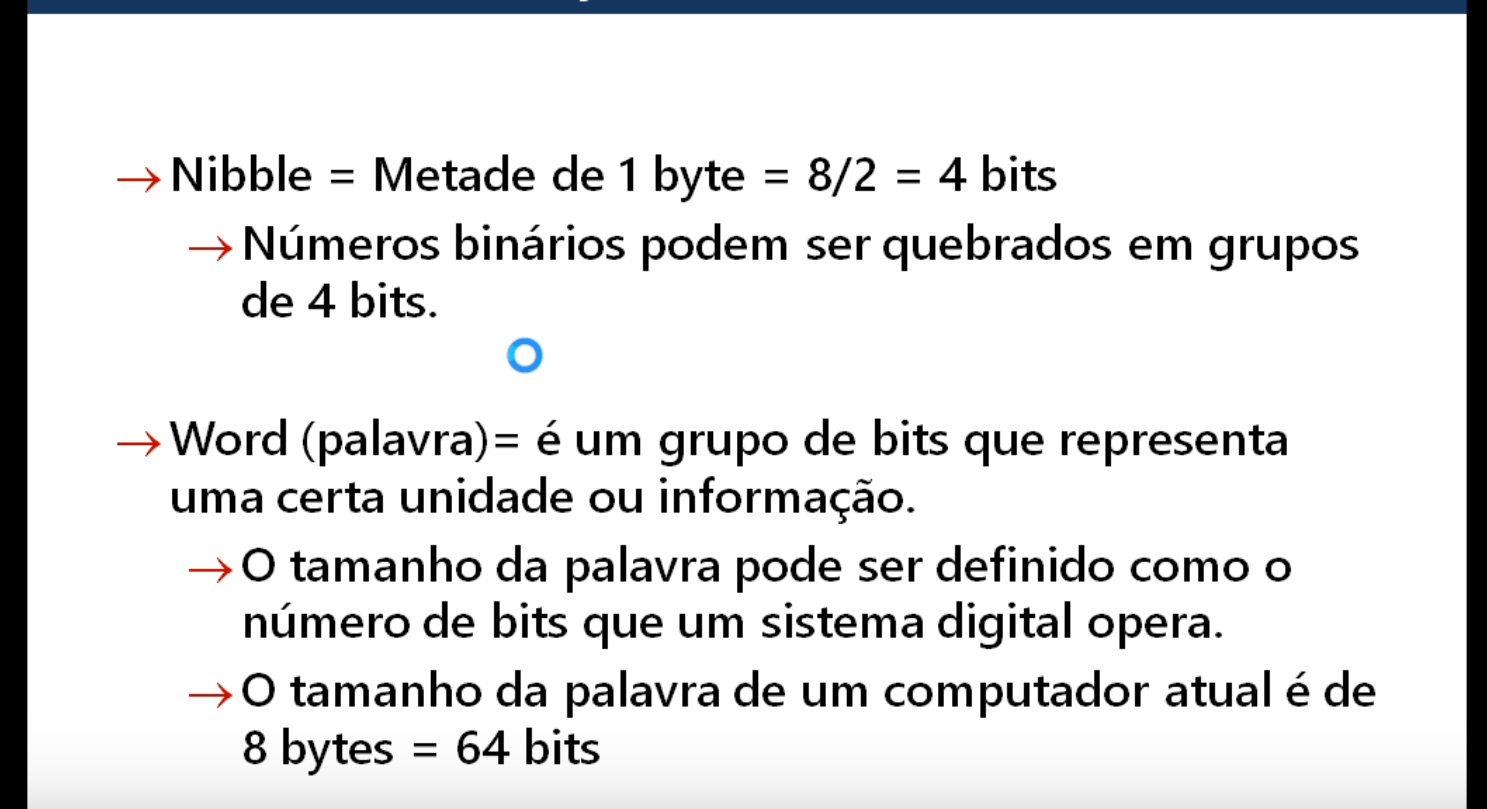 → Nibble = Metade de 1 byte = 8/2 = 4 bits
→ Números binários podem ser quebrados em grupos
de 4 bits.
→ Word (palavra)= é um grupo de bits que representa
uma certa unidade ou informação.
→ O tamanho da palavra pode ser definido como o
número de bits que um sistema digital opera.
→ O tamanho da palavra de um computador atual é de
8 bytes = 64 bits